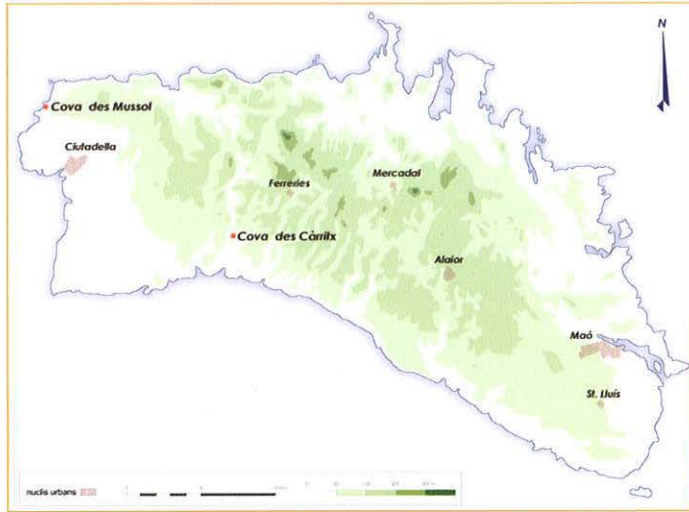 N
Cova des Mussol
Ciutadella
Ferreries
Mercadal
Cova des Càrritx
Alaior
Maó
St. Lluís
nuclis urbans